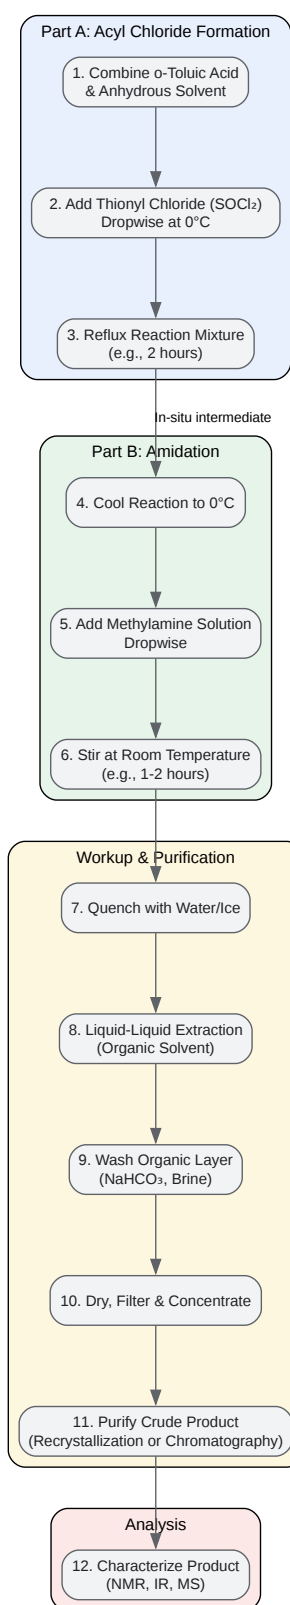 Part A: Acyl Chloride Formation
1. Combine o-Toluic Acid
& Anhydrous Solvent
2. Add Thionyl Chloride (SOCl₂)
Dropwise at 0°C
3. Reflux Reaction Mixture
(e.g., 2 hours)
In-situ intermediate
Part B: Amidation
4. Cool Reaction to 0°C
5. Add Methylamine Solution
Dropwise
6. Stir at Room Temperature
(e.g., 1-2 hours)
Workup & Purification
7. Quench with Water/Ice
8. Liquid-Liquid Extraction
(Organic Solvent)
9. Wash Organic Layer
(NaHCO₃, Brine)
10. Dry, Filter & Concentrate
11. Purify Crude Product
(Recrystallization or Chromatography)
Analysis
12. Characterize Product
(NMR, IR, MS)